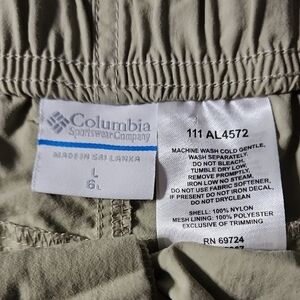 Columbia
Sportswear Company
MADE IN SRI LANKA
L
G
111 AL4572
MACHINE WASH COLD GENTLE,
WASH SEPARATELY.
DO NOT BLEACH.
TUMBLE DRY LOW.
REMOVE PROMPTLY.
IRON LOW NO STEAM.
DO NOT USE FABRIC SOFTENER,
IF PRESENT DO NOT IRON DECAL,
DO NOT DRYCLEAN
SHELL: 100% NYLON
MESH LINING: 100% POLYESTER
EXCLUSIVE OF TRIMMING
RN 69724